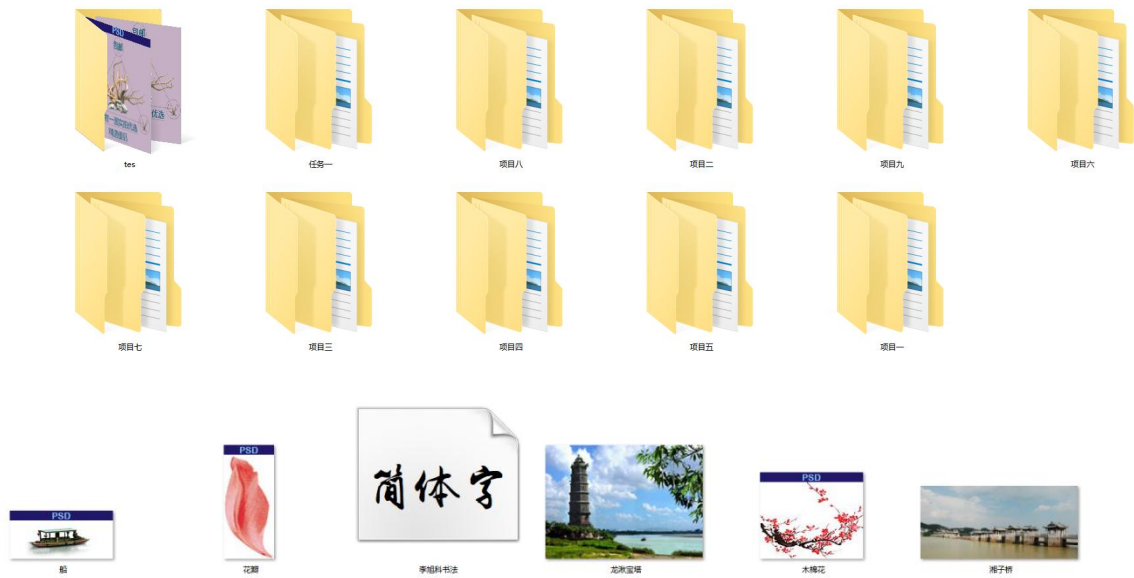 PSD
tes
任务一
项目八
项目二
项目九
项目六
项目七
项目三
项目四
项目五
项目一
PSD
PSD
简体字
PSD
船
花瓣
李旭科书法
龙湫宝塔
木棉花
湘子桥